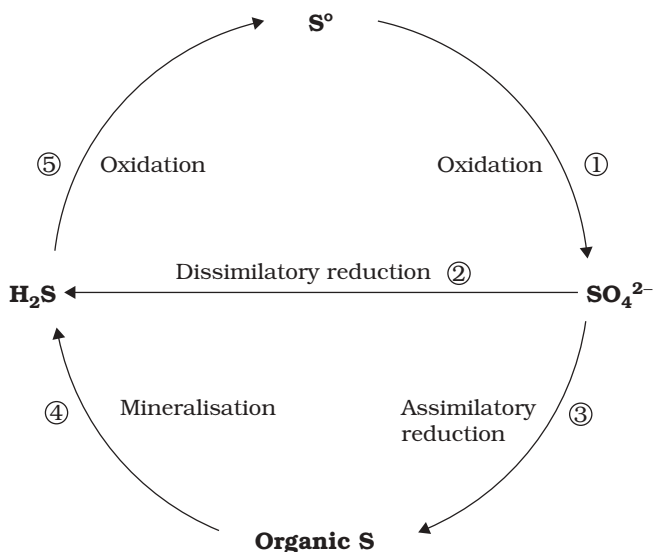 S°
⑤ Oxidation
Oxidation ①
Dissimilatory reduction ②
H₂S
SO₄²⁻
④ Mineralisation
Assimilatory ③
reduction
Organic S